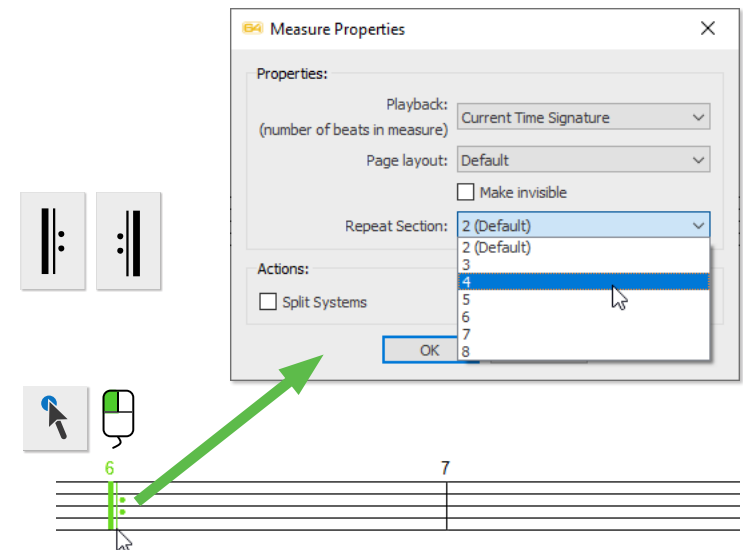 64 Measure Properties
Properties:
Playback:
(number of beats in measure)
Current Time Signature
Page layout: Default
Make invisible
Repeat Section: 2 (Default)
2 (Default)
3
4
5
6
7
8
Actions:
Split Systems
OK
6
7